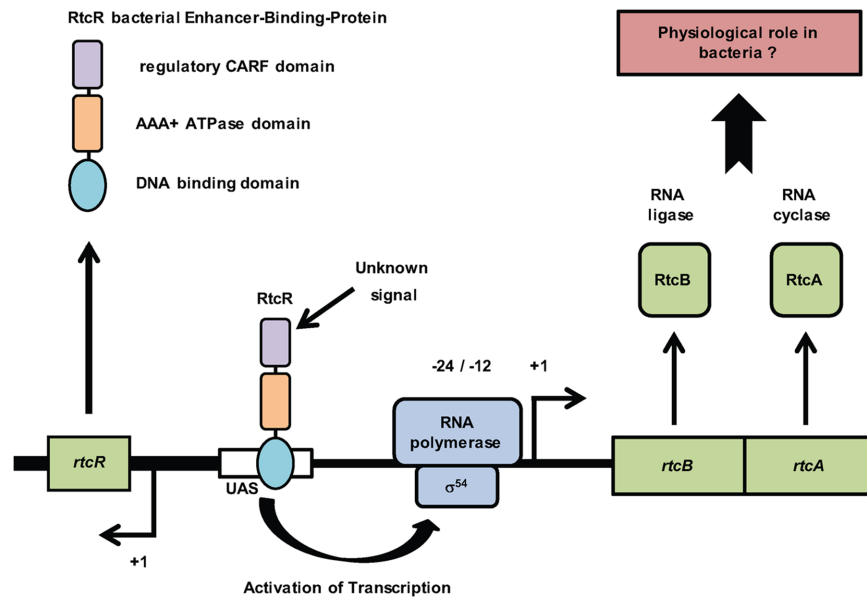 RtcR bacterial Enhancer-Binding-Protein
regulatory CARF domain
AAA+ ATPase domain
DNA binding domain
Physiological role in
bacteria ?
RNA
ligase
RNA
cyclase
RtcB
RtcA
Unknown
signal
RtcR
-24 / -12
+1
RNA
polymerase
σ54
rtcR
UAS
rtcB
rtcA
+1
Activation of Transcription